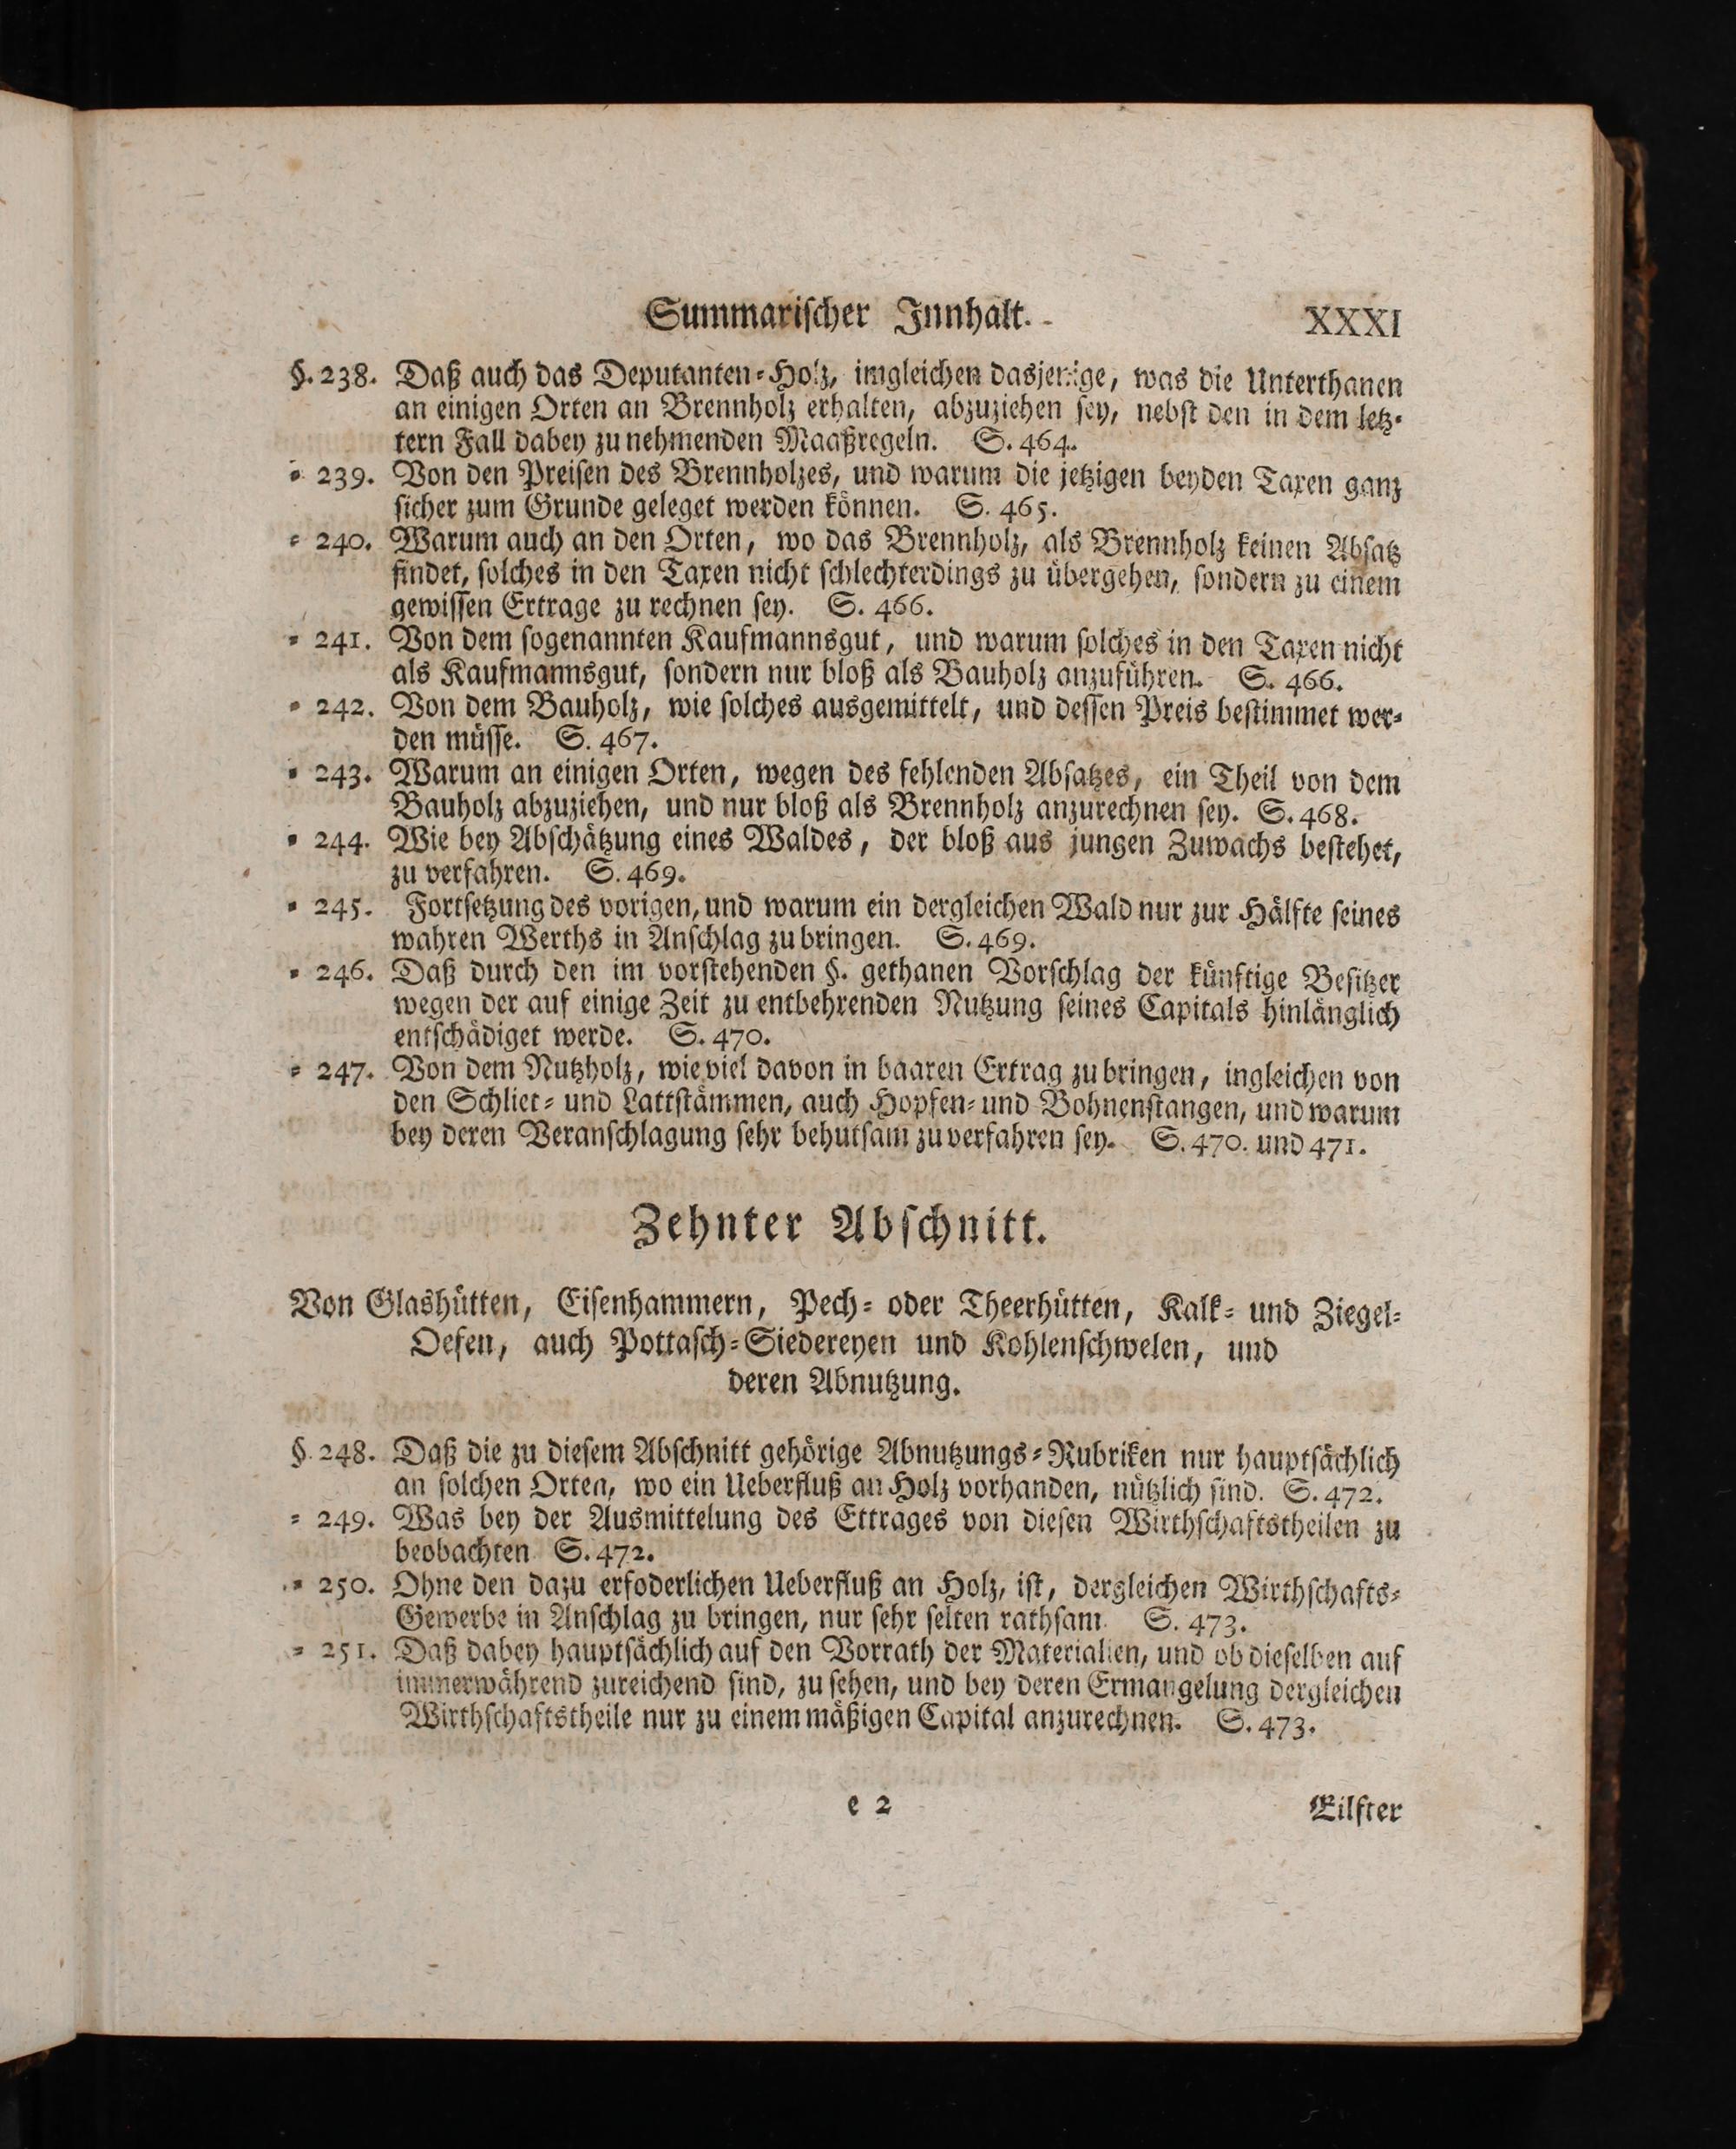 Summarischer Innhalt. XXXI
§. 238. Daß auch das Deputanten-Holz, imgleichen dasjenige, was die Unterthanen
an einigen Orten an Brennholz erhalten, abzuziehen sey, nebst den in dem letz-
tern Fall dabey zu nehmenden Maaßregeln. S. 464.
= 239. Von den Preisen des Brennholzes, und warum die jetzigen beyden Taxen ganz
sicher zum Grunde geleget werden können. S. 465.
= 240. Warum auch an den Orten, wo das Brennholz, als Brennholz keinen Absatz
findet, solches in den Taxen nicht schlechterdings zu übergehen, sondern zu einem
gewissen Ertrage zu rechnen sey. S. 466.
= 241. Von dem sogenannten Kaufmannsgut, und warum solches in den Taxen nicht
als Kaufmannsgut, sondern nur bloß als Bauholz anzuführen. S. 466.
= 242. Von dem Bauholz, wie solches ausgemittelt, und dessen Preis bestimmet wer-
den müsse. S. 467.
= 243. Warum an einigen Orten, wegen des fehlenden Absatzes, ein Theil von dem
Bauholz abzuziehen, und nur bloß als Brennholz anzurechnen sey. S. 468.
= 244. Wie bey Abschätzung eines Waldes, der bloß aus jungen Zuwachs bestehet,
zu verfahren. S. 469.
= 245. Fortsetzung des vorigen, und warum ein dergleichen Wald nur zur Hälfte seines
wahren Werths in Anschlag zu bringen. S. 469.
= 246. Daß durch den im vorstehenden §. gethanen Vorschlag der künftige Besitzer
wegen der auf einige Zeit zu entbehrenden Nutzung seines Capitals hinlänglich
entschädiget werde. S. 470.
= 247. Von dem Nutzholz, wie viel davon in baaren Ertrag zu bringen, ingleichen von
den Schliet= und Lattstämmen, auch Hopfen= und Bohnenstangen, und warum
bey deren Veranschlagung sehr behutsam zu verfahren sey. S. 470. und 471.
Zehnter Abschnitt.
Von Glashütten, Eisenhammern, Pech= oder Theerhütten, Kalk= und Ziegel=
Oefen, auch Pottasch=Siedereyen und Kohlenschwelen, und
deren Abnutzung.
§. 248. Daß die zu diesem Abschnitt gehörige Abnutzungs=Rubriken nur hauptsächlich
an solchen Orten, wo ein Ueberfluß an Holz vorhanden, nützlich sind. S. 472.
= 249. Was bey der Ausmittelung des Ettrages von diesen Wirthschaftstheilen zu
beobachten S. 472.
= 250. Ohne den dazu erfoderlichen Ueberfluß an Holz, ist, dergleichen Wirthschafts=
Gewerbe in Anschlag zu bringen, nur sehr selten rathsam S. 473.
= 251. Daß dabey hauptsächlich auf den Vorrath der Materialien, und ob dieselben auf
immerwährend zureichend sind, zu sehen, und bey deren Ermangelung dergleichen
Wirthschaftstheile nur zu einem mäßigen Capital anzurechnen. S. 473.
e 2 Eilfter